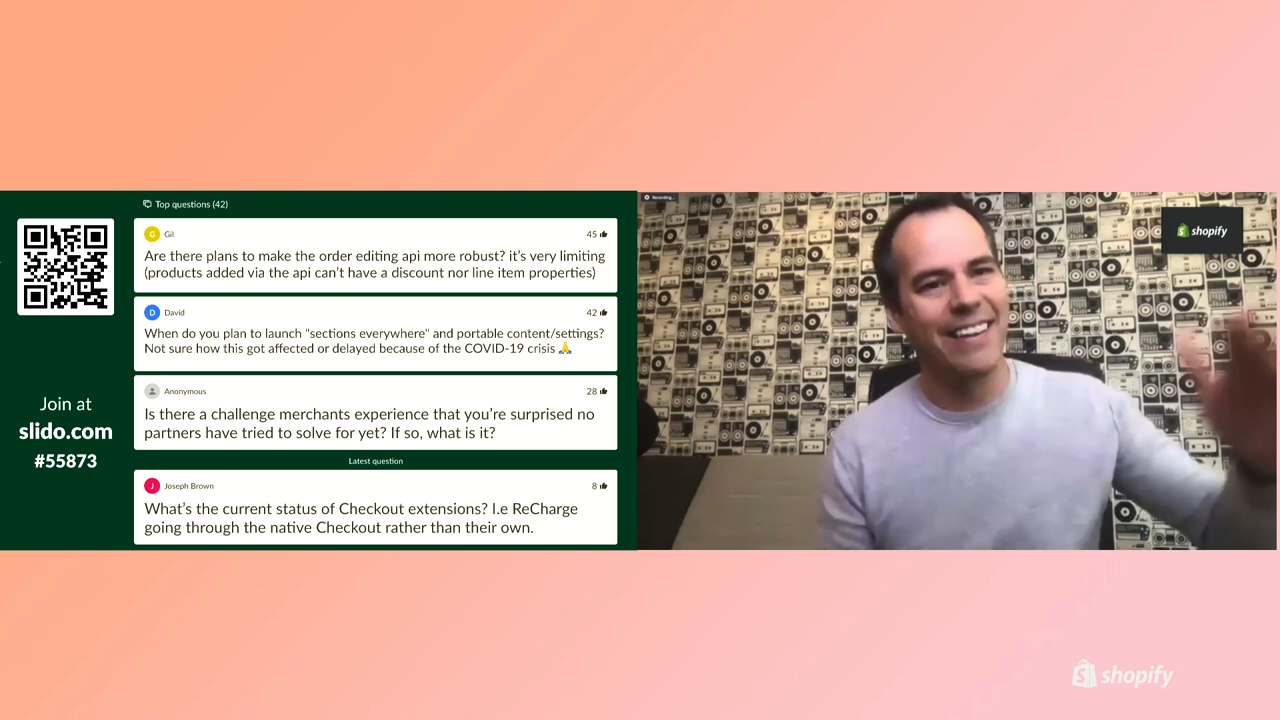 Top questions (42)
G Gil 45
Are there plans to make the order editing api more robust? it's very limiting
(products added via the api can't have a discount nor line item properties)
D David 42
When do you plan to launch "sections everywhere" and portable content/settings?
Not sure how this got affected or delayed because of the COVID-19 crisis 🙏
Anonymous 28
Is there a challenge merchants experience that you're surprised no
partners have tried to solve for yet? If so, what is it?
Latest question
J Joseph Brown 8
What's the current status of Checkout extensions? I.e ReCharge
going through the native Checkout rather than their own.
Join at
slido.com
#55873
Recording...
shopify
shopify